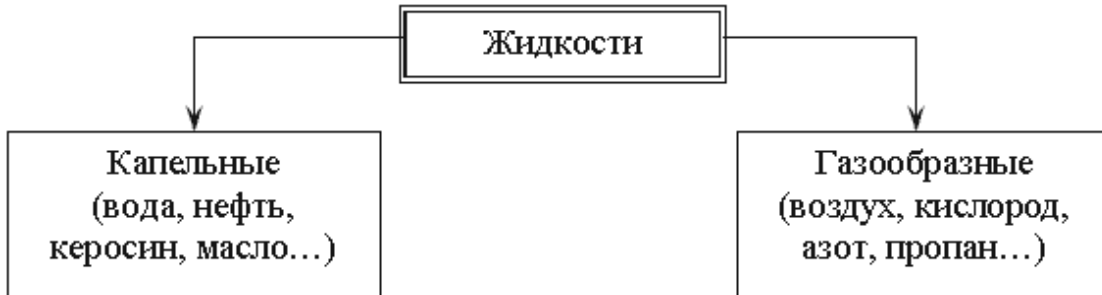 Жидкости
Капельные
(вода, нефть,
керосин, масло…)
Газообразные
(воздух, кислород,
азот, пропан…)